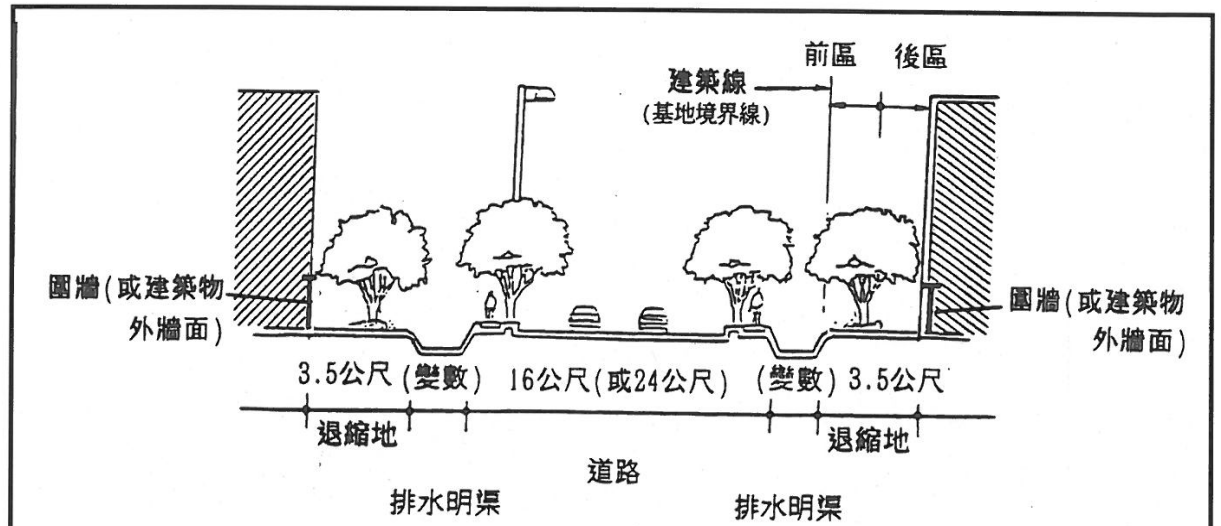 前區 後區
建築線
(基地境界線)
圍牆(或建築物
外牆面)
圍牆(或建築物
外牆面)
3.5公尺 (變數) 16公尺(或24公尺) (變數) 3.5公尺
退縮地 退縮地
道路
排水明渠 排水明渠